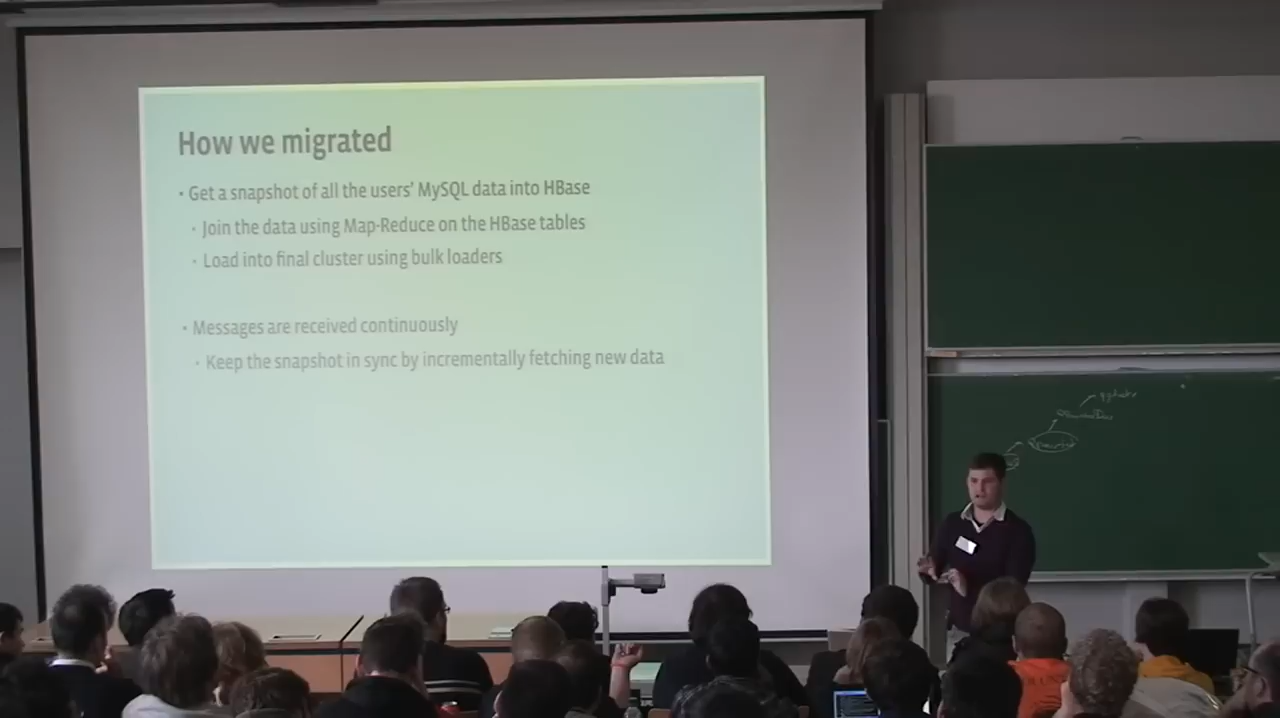 How we migrated
• Get a snapshot of all the users' MySQL data into HBase
• Join the data using Map-Reduce on the HBase tables
• Load into final cluster using bulk loaders
• Messages are received continuously
• Keep the snapshot in sync by incrementally fetching new data